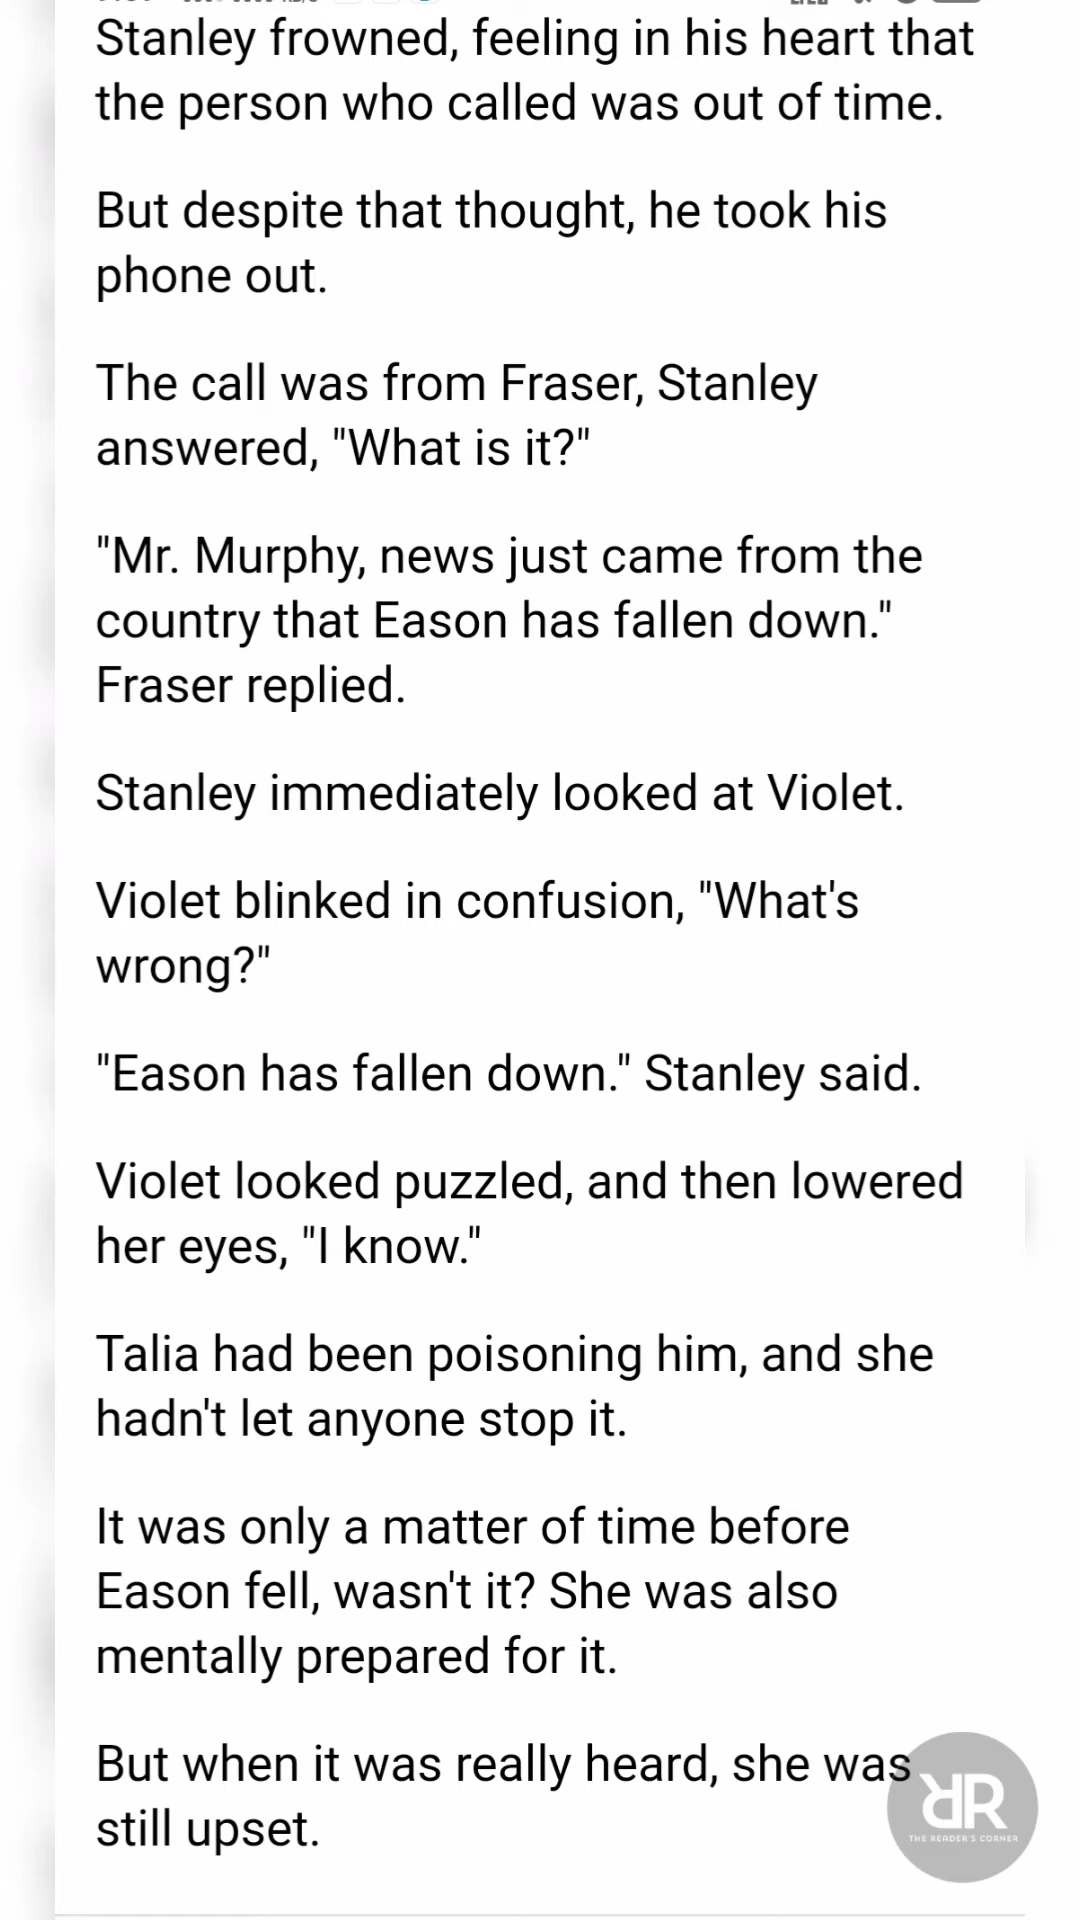 Stanley frowned, feeling in his heart that
the person who called was out of time.
But despite that thought, he took his
phone out.
The call was from Fraser, Stanley
answered, "What is it?"
"Mr. Murphy, news just came from the
country that Eason has fallen down."
Fraser replied.
Stanley immediately looked at Violet.
Violet blinked in confusion, "What's
wrong?"
"Eason has fallen down." Stanley said.
Violet looked puzzled, and then lowered
her eyes, "I know."
Talia had been poisoning him, and she
hadn't let anyone stop it.
It was only a matter of time before
Eason fell, wasn't it? She was also
mentally prepared for it.
But when it was really heard, she was
still upset.
RR
THE READER'S CORNER